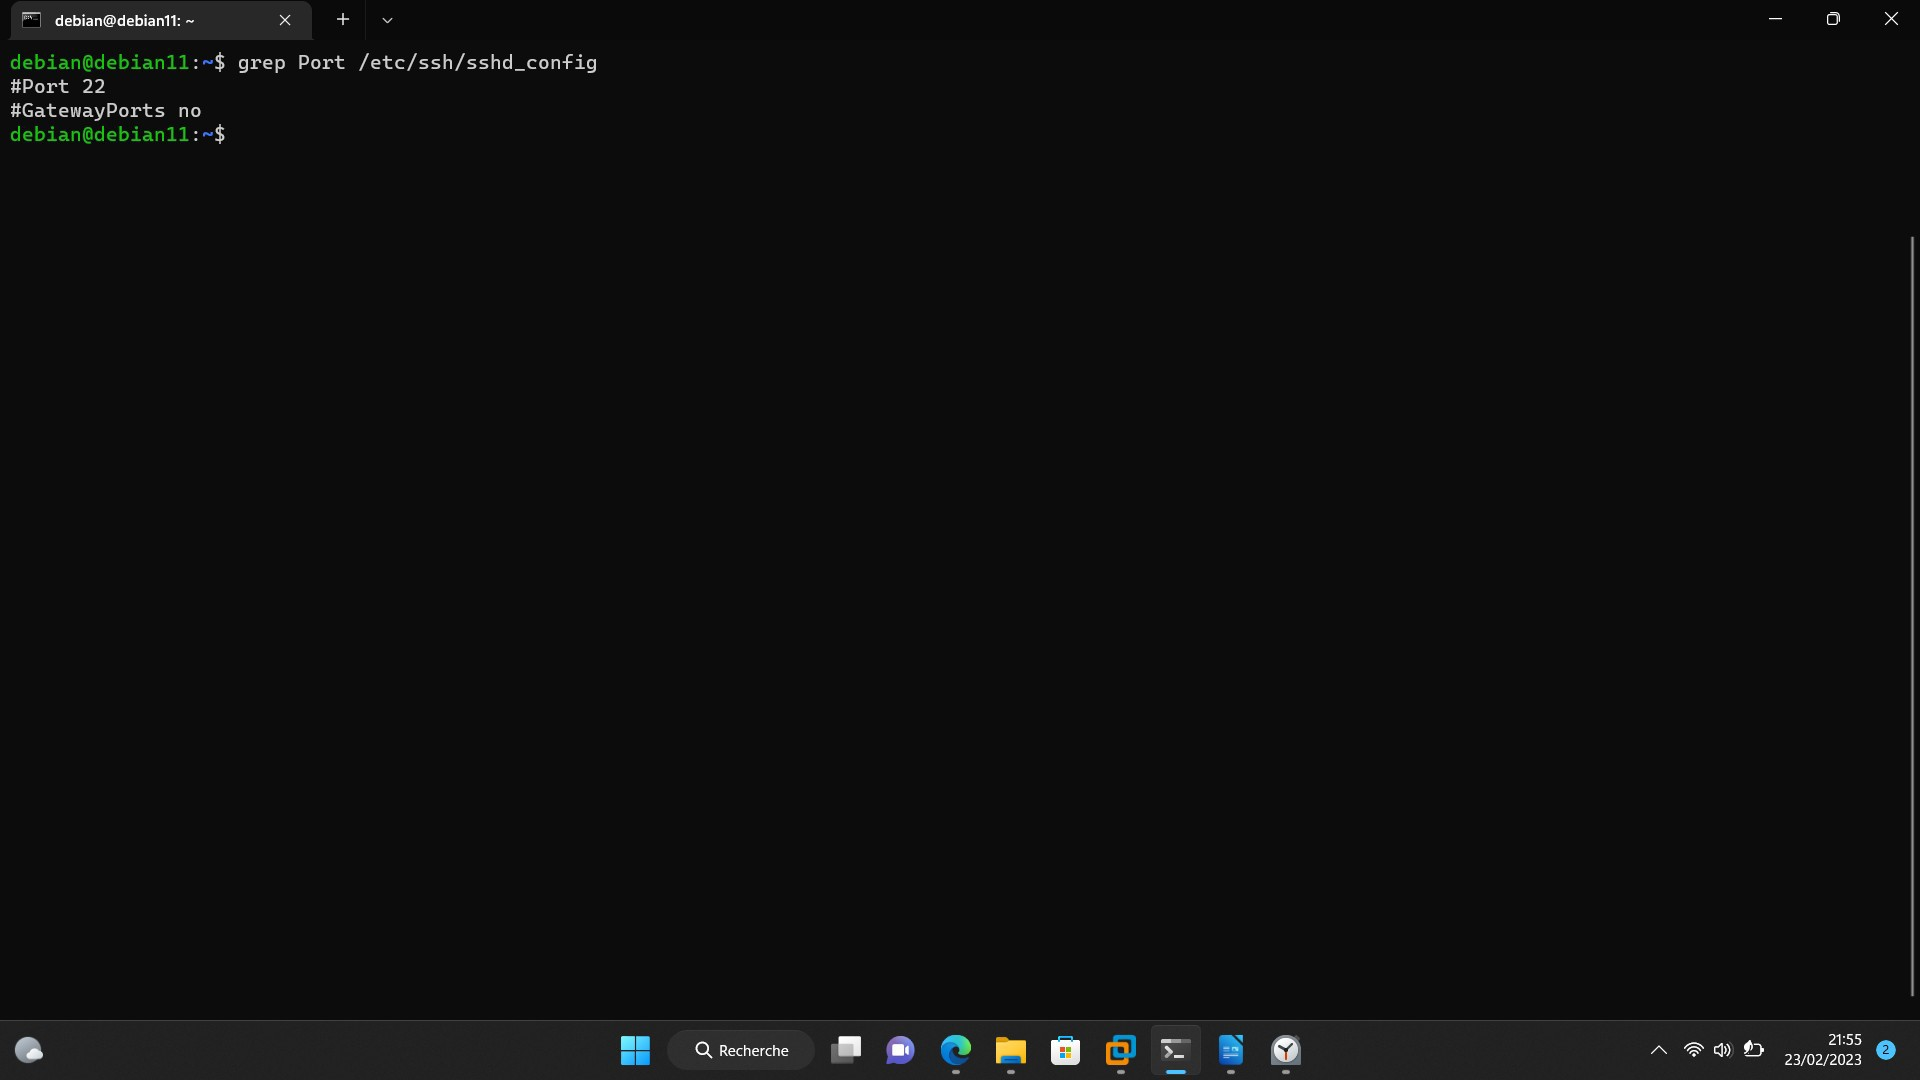 debian@debian11: ~
debian@debian11:~$ grep Port /etc/ssh/sshd_config
#Port 22
#GatewayPorts no
debian@debian11:~$
Recherche
21:55
23/02/2023
2